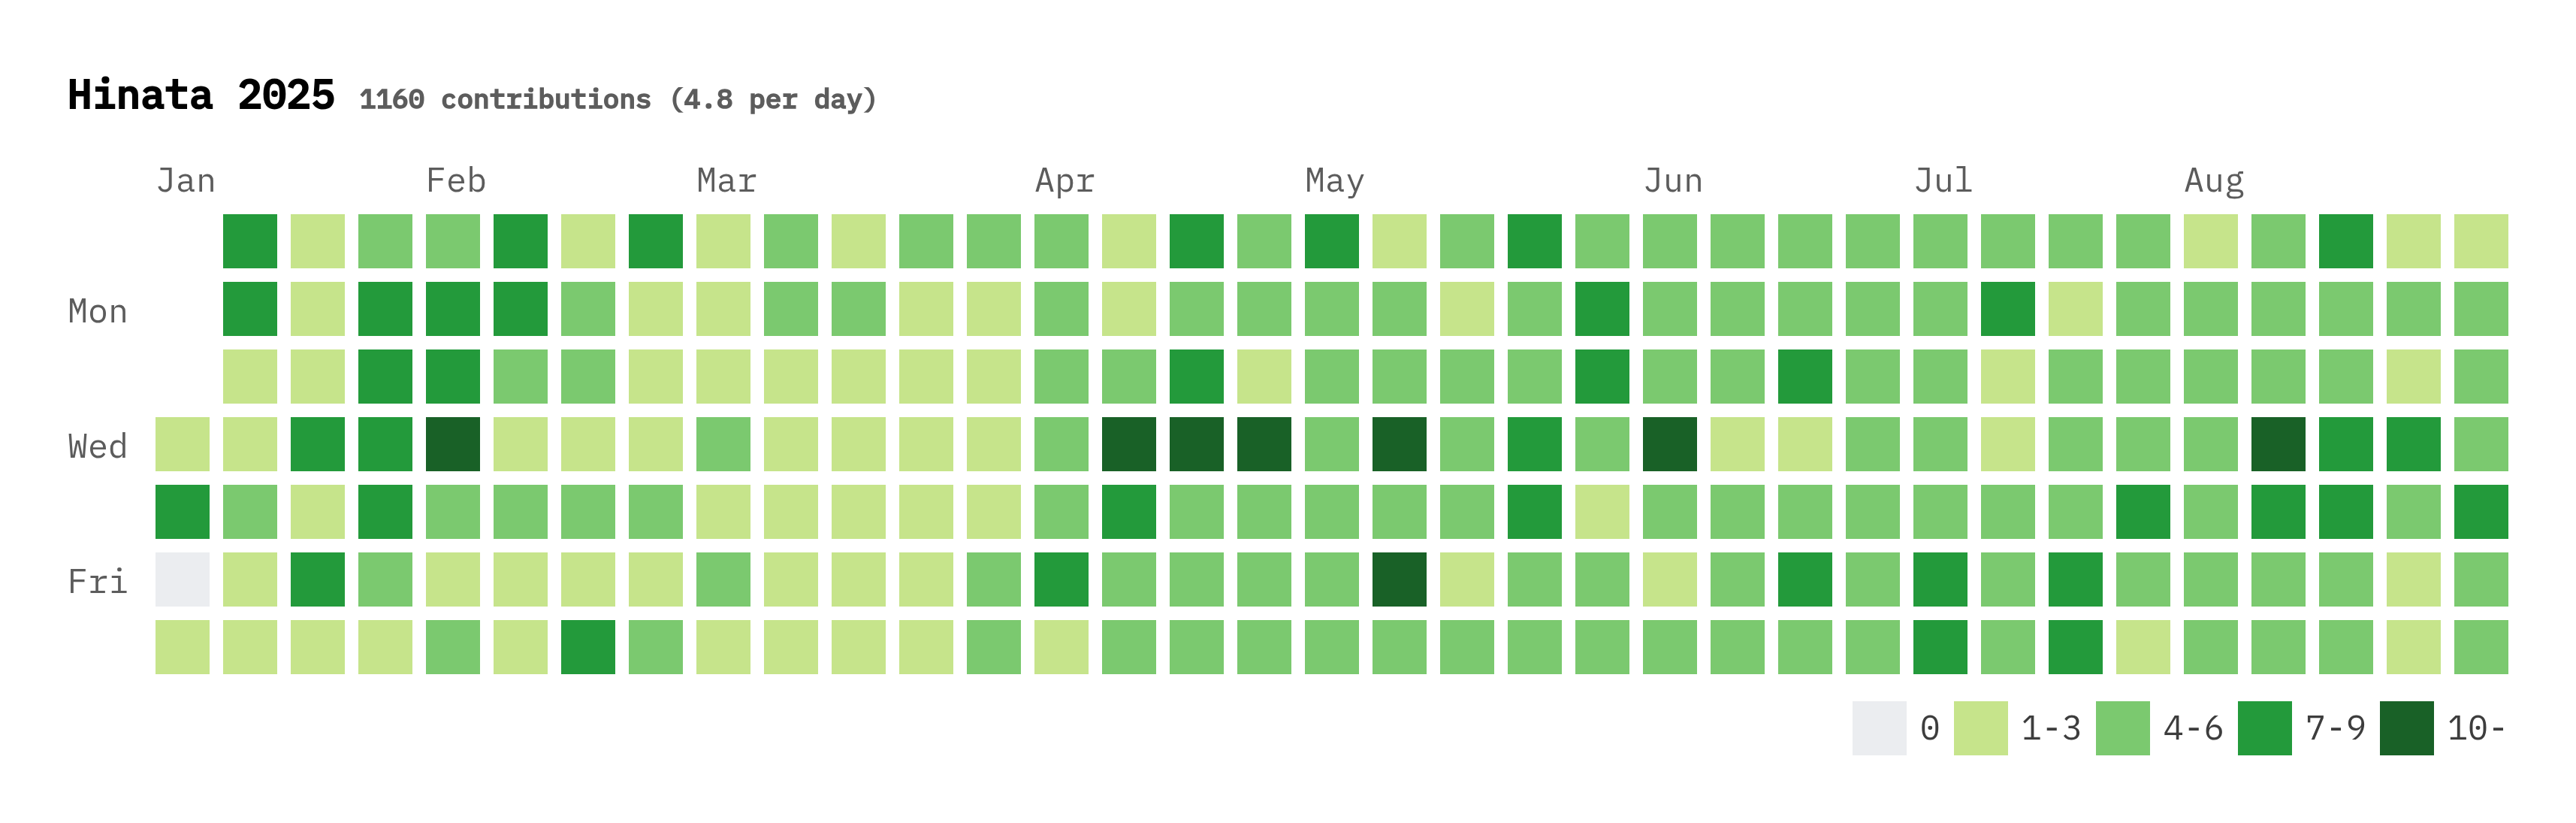 Hinata 2025 1160 contributions (4.8 per day)
Jan Feb Mar Apr May Jun Jul Aug
Mon
Wed
Fri
0 1-3 4-6 7-9 10-